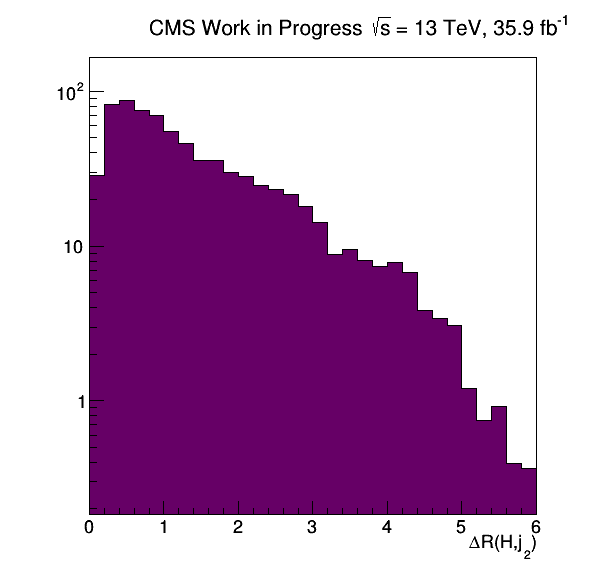 CMS Work in Progress √s = 13 TeV, 35.9 fb⁻¹
10²
10
1
0 1 2 3 4 5 6
ΔR(H,j₂)